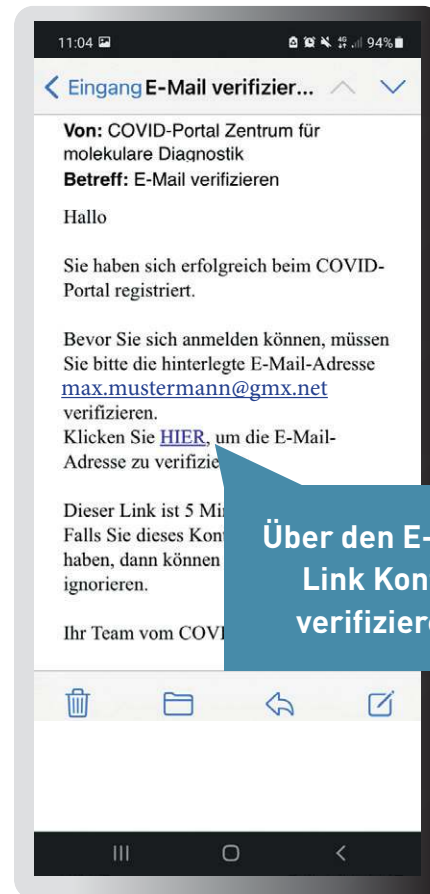 11:04 4G 94%
Eingang E-Mail verifizier...
Von: COVID-Portal Zentrum für
molekulare Diagnostik
Betreff: E-Mail verifizieren
Hallo
Sie haben sich erfolgreich beim COVID-
Portal registriert.
Bevor Sie sich anmelden können, müssen
Sie bitte die hinterlegte E-Mail-Adresse
max.mustermann@gmx.net
verifizieren.
Klicken Sie HIER, um die E-Mail-
Adresse zu verifizie
Dieser Link ist 5 Mi
Falls Sie dieses Kon
haben, dann können
ignorieren.
Ihr Team vom COVI
Über den E-
Link Kon
verifizier